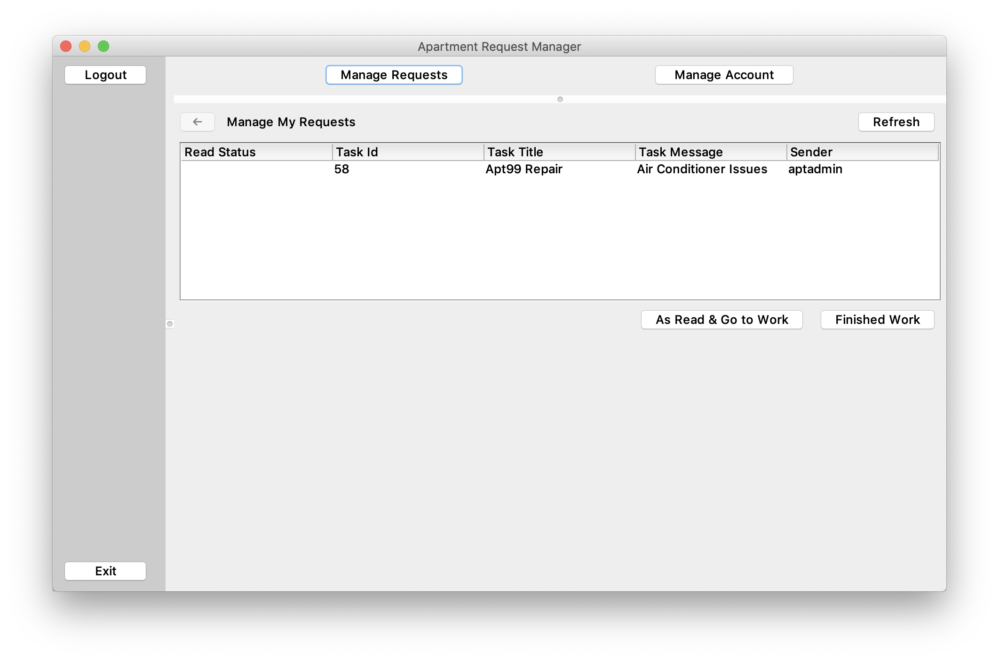 Apartment Request Manager
Logout
Manage Requests
Manage Account
←
Manage My Requests
Refresh
Read Status Task Id Task Title Task Message Sender
58 Apt99 Repair Air Conditioner Issues aptadmin
As Read & Go to Work
Finished Work
Exit